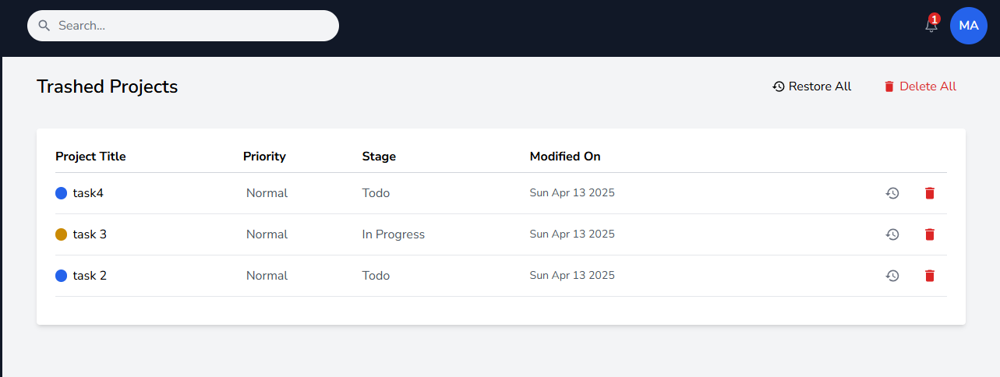 Search...
1
MA
Trashed Projects
Restore All
Delete All
Project Title Priority Stage Modified On
task4 Normal Todo Sun Apr 13 2025
task 3 Normal In Progress Sun Apr 13 2025
task 2 Normal Todo Sun Apr 13 2025